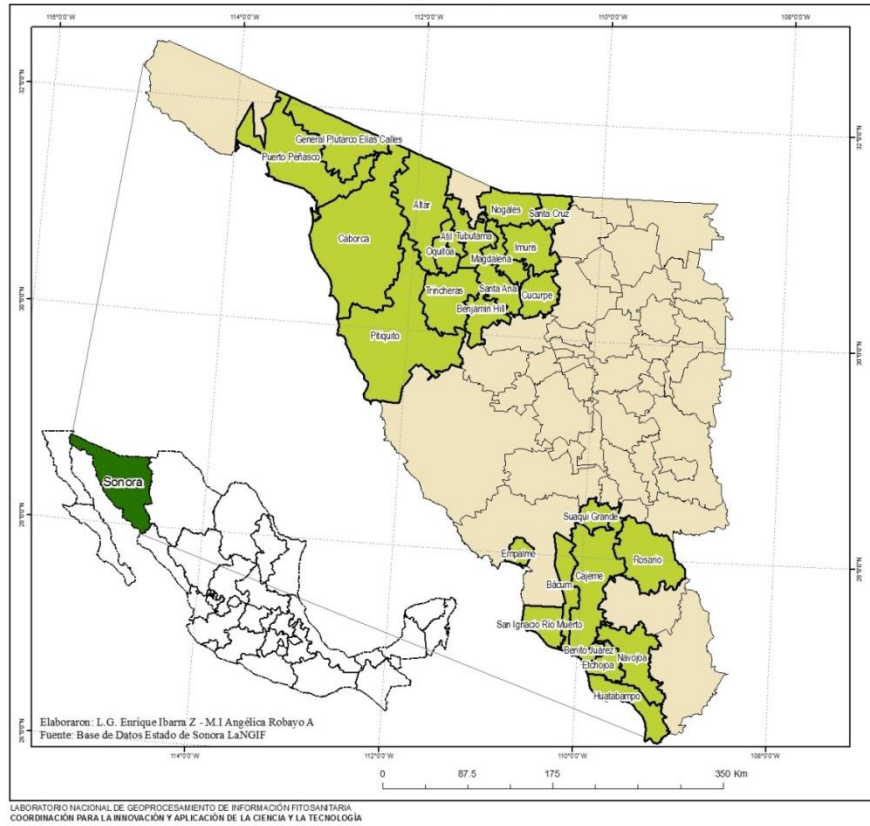 116°0'0"W
114°0'0"W
112°0'0"W
110°0'0"W
108°0'0"W
32°0'0"N
32°0'0"N
General Plutarco Elias Calles
Puerto Peñasco
Altar
Nogales
Santa Cruz
Caborca
Atil
Tubutama
Oquitoa
Imuris
Magdalena
Trincheras
Santa Ana
Cucurpe
Benjamin Hill
Pitiquito
30°0'0"N
30°0'0"N
Sonora
28°0'0"N
28°0'0"N
Suaqui Grande
Empalme
Rosario
Cajeme
Bácum
San Ignacio Rio Muerto
Benito Juárez
Navojoa
Etchojoa
Huatabampo
26°0'0"N
Elaboraron: L.G. Enrique Ibarra Z - M.I Angélica Robayo A
Fuente: Base de Datos Estado de Sonora LaNGIF
114°0'0"W
112°0'0"W
110°0'0"W
108°0'0"W
0 87.5 175 350 Km
LABORATORIO NACIONAL DE GEOPROCESAMIENTO DE INFORMACIÓN FITOSANITARIA
COORDINACIÓN PARA LA INNOVACIÓN Y APLICACIÓN DE LA CIENCIA Y LA TECNOLOGÍA